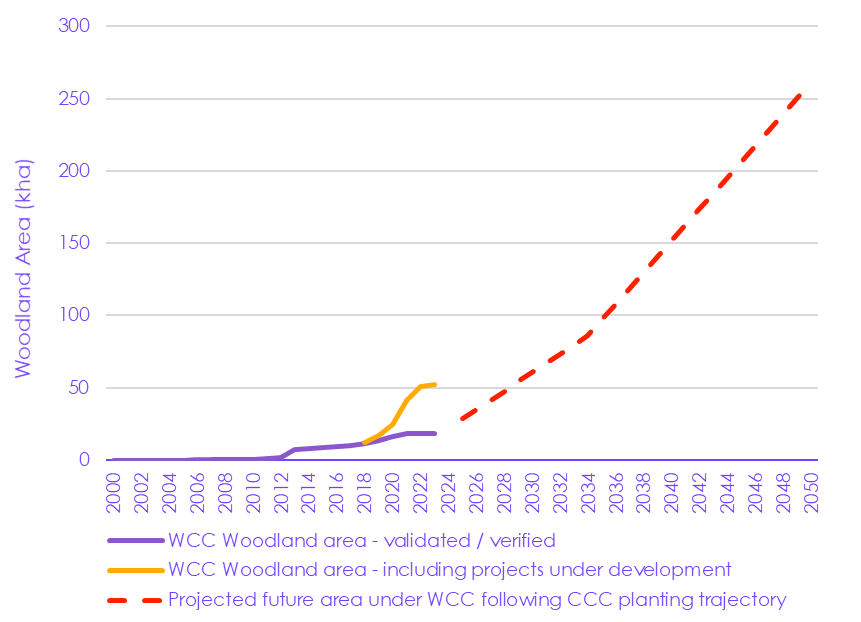 300
250
200
150
100
50
0
Woodland Area (kha)
2000 2002 2004 2006 2008 2010 2012 2014 2016 2018 2020 2022 2024 2026 2028 2030 2032 2034 2036 2038 2040 2042 2044 2046 2048 2050
WCC Woodland area - validated / verified
WCC Woodland area - including projects under development
Projected future area under WCC following CCC planting trajectory